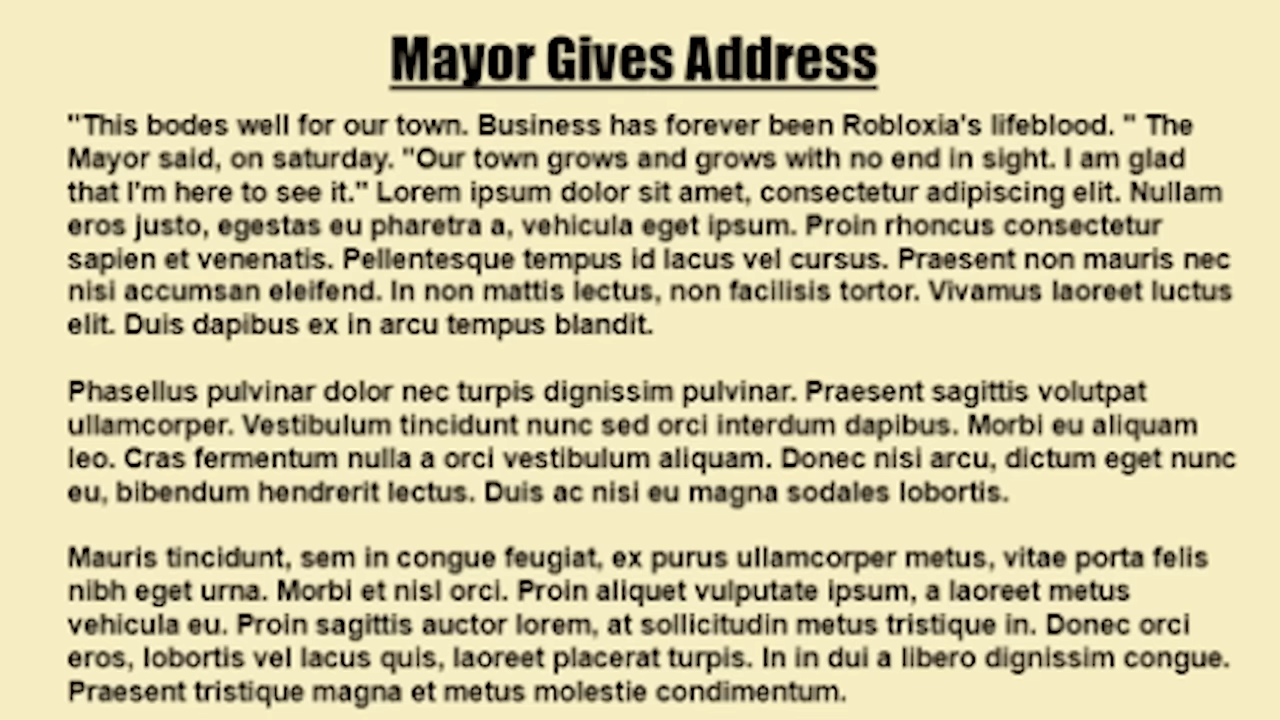 Mayor Gives Address
"This bodes well for our town. Business has forever been Robloxia's lifeblood. " The
Mayor said, on saturday. "Our town grows and grows with no end in sight. I am glad
that I'm here to see it." Lorem ipsum dolor sit amet, consectetur adipiscing elit. Nullam
eros justo, egestas eu pharetra a, vehicula eget ipsum. Proin rhoncus consectetur
sapien et venenatis. Pellentesque tempus id lacus vel cursus. Praesent non mauris nec
nisi accumsan eleifend. In non mattis lectus, non facilisis tortor. Vivamus laoreet luctus
elit. Duis dapibus ex in arcu tempus blandit.
Phasellus pulvinar dolor nec turpis dignissim pulvinar. Praesent sagittis volutpat
ullamcorper. Vestibulum tincidunt nunc sed orci interdum dapibus. Morbi eu aliquam
leo. Cras fermentum nulla a orci vestibulum aliquam. Donec nisi arcu, dictum eget nunc
eu, bibendum hendrerit lectus. Duis ac nisi eu magna sodales lobortis.
Mauris tincidunt, sem in congue feugiat, ex purus ullamcorper metus, vitae porta felis
nibh eget urna. Morbi et nisl orci. Proin aliquet vulputate ipsum, a laoreet metus
vehicula eu. Proin sagittis auctor lorem, at sollicitudin metus tristique in. Donec orci
eros, lobortis vel lacus quis, laoreet placerat turpis. In in dui a libero dignissim congue.
Praesent tristique magna et metus molestie condimentum.